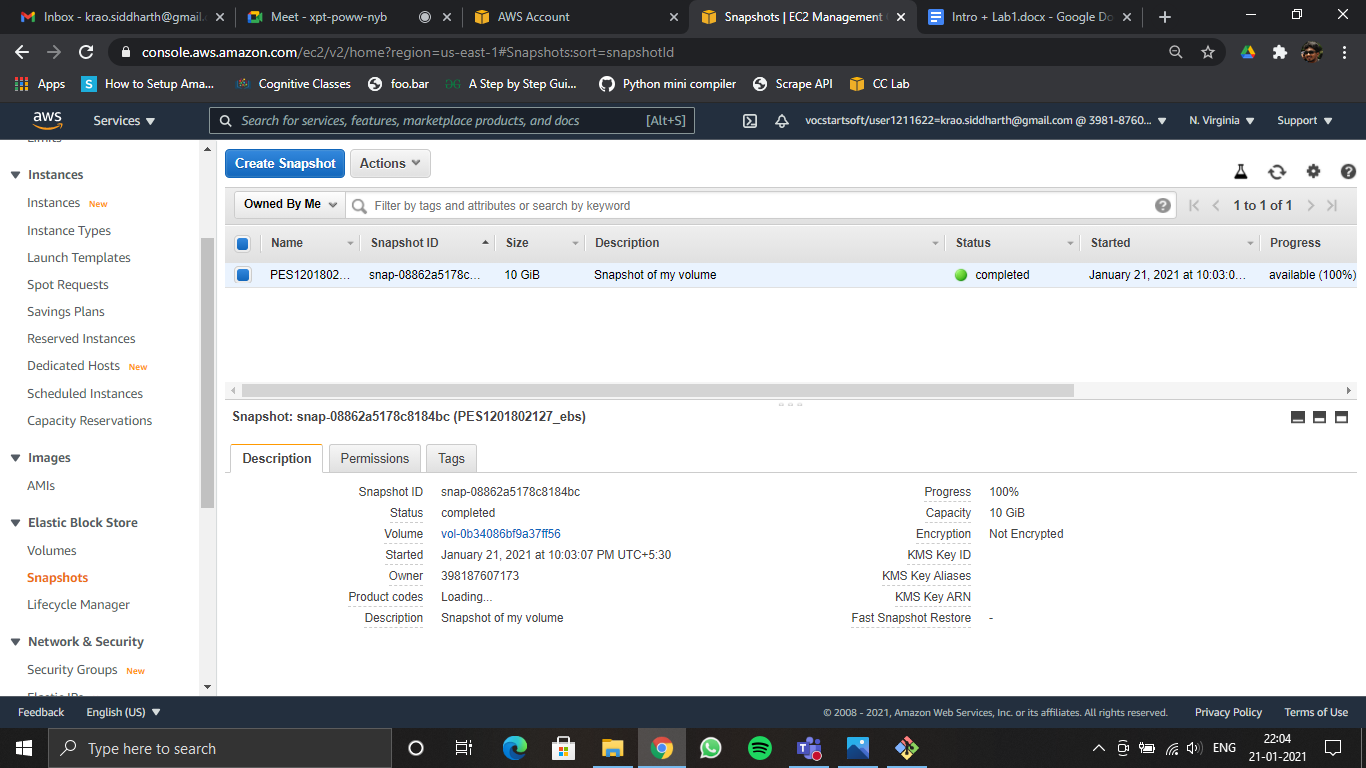 Inbox - krao.siddharth@gmail.
Meet - xpt-poww-nyb
AWS Account
Snapshots | EC2 Management
Intro + Lab1.docx - Google Do
console.aws.amazon.com/ec2/v2/home?region=us-east-1#Snapshots:sort=snapshotId
Apps
S How to Setup Ama...
Cognitive Classes
foo.bar
A Step by Step Gui...
Python mini compiler
Scrape API
CC Lab
aws
Services
Search for services, features, marketplace products, and docs [Alt+S]
vocstartsoft/user1211622=krao.siddharth@gmail.com @ 3981-8760...
N. Virginia
Support
Limits
Instances
Instances New
Instance Types
Launch Templates
Spot Requests
Savings Plans
Reserved Instances
Dedicated Hosts New
Scheduled Instances
Capacity Reservations
Images
AMIs
Elastic Block Store
Volumes
Snapshots
Lifecycle Manager
Network & Security
Security Groups New
Elastic IPs
Create Snapshot Actions
Owned By Me Filter by tags and attributes or search by keyword 1 to 1 of 1
Name Snapshot ID Size Description Status Started Progress
PES1201802... snap-08862a5178c... 10 GiB Snapshot of my volume completed January 21, 2021 at 10:03:0... available (100%)
Snapshot: snap-08862a5178c8184bc (PES1201802127_ebs)
Description Permissions Tags
Snapshot ID snap-08862a5178c8184bc
Status completed
Volume vol-0b34086bf9a37ff56
Started January 21, 2021 at 10:03:07 PM UTC+5:30
Owner 398187607173
Product codes Loading...
Description Snapshot of my volume
Progress 100%
Capacity 10 GiB
Encryption Not Encrypted
KMS Key ID
KMS Key Aliases
KMS Key ARN
Fast Snapshot Restore -
Feedback English (US) © 2008 - 2021, Amazon Web Services, Inc. or its affiliates. All rights reserved. Privacy Policy Terms of Use
Type here to search
ENG
22:04
21-01-2021